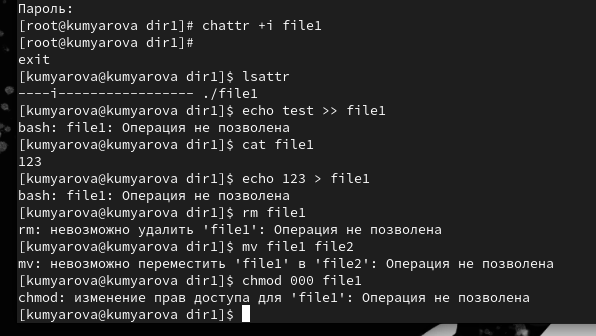 Пароль:
[root@kumyarova dir1]# chattr +i file1
[root@kumyarova dir1]#
exit
[kumyarova@kumyarova dir1]$ lsattr
----i----------------- ./file1
[kumyarova@kumyarova dir1]$ echo test >> file1
bash: file1: Операция не позволена
[kumyarova@kumyarova dir1]$ cat file1
123
[kumyarova@kumyarova dir1]$ echo 123 > file1
bash: file1: Операция не позволена
[kumyarova@kumyarova dir1]$ rm file1
rm: невозможно удалить 'file1': Операция не позволена
[kumyarova@kumyarova dir1]$ mv file1 file2
mv: невозможно переместить 'file1' в 'file2': Операция не позволена
[kumyarova@kumyarova dir1]$ chmod 000 file1
chmod: изменение прав доступа для 'file1': Операция не позволена
[kumyarova@kumyarova dir1]$